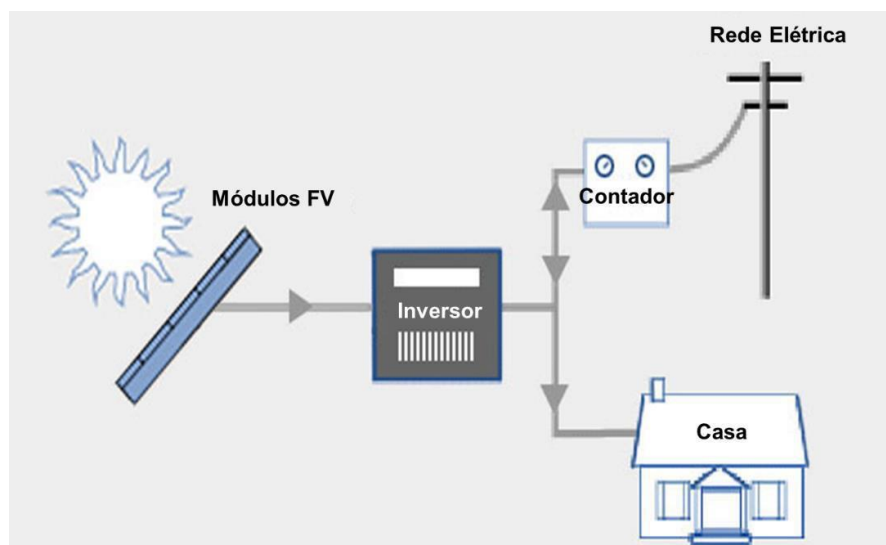 Rede Elétrica
Módulos FV
Contador
Inversor
Casa